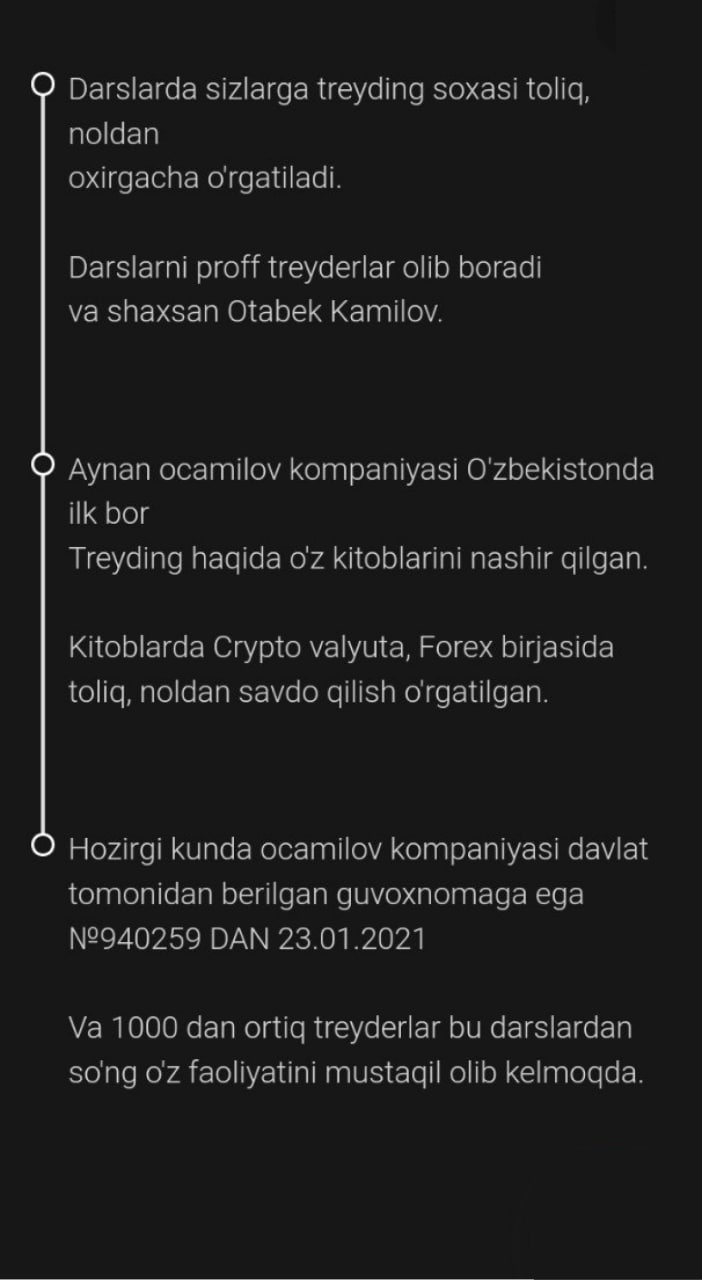 Darslarda sizlarga treyding soxasi toliq,
noldan
oxirgacha o'rgatiladi.
Darslarni proff treyderlar olib boradi
va shaxsan Otabek Kamilov.
Aynan ocamilov kompaniyasi O'zbekistonda
ilk bor
Treyding haqida o'z kitoblarini nashir qilgan.
Kitoblarda Crypto valyuta, Forex birjasida
toliq, noldan savdo qilish o'rgatilgan.
Hozirgi kunda ocamilov kompaniyasi davlat
tomonidan berilgan guvoxnomaga ega
№940259 DAN 23.01.2021
Va 1000 dan ortiq treyderlar bu darslardan
so'ng o'z faoliyatini mustaqil olib kelmoqda.